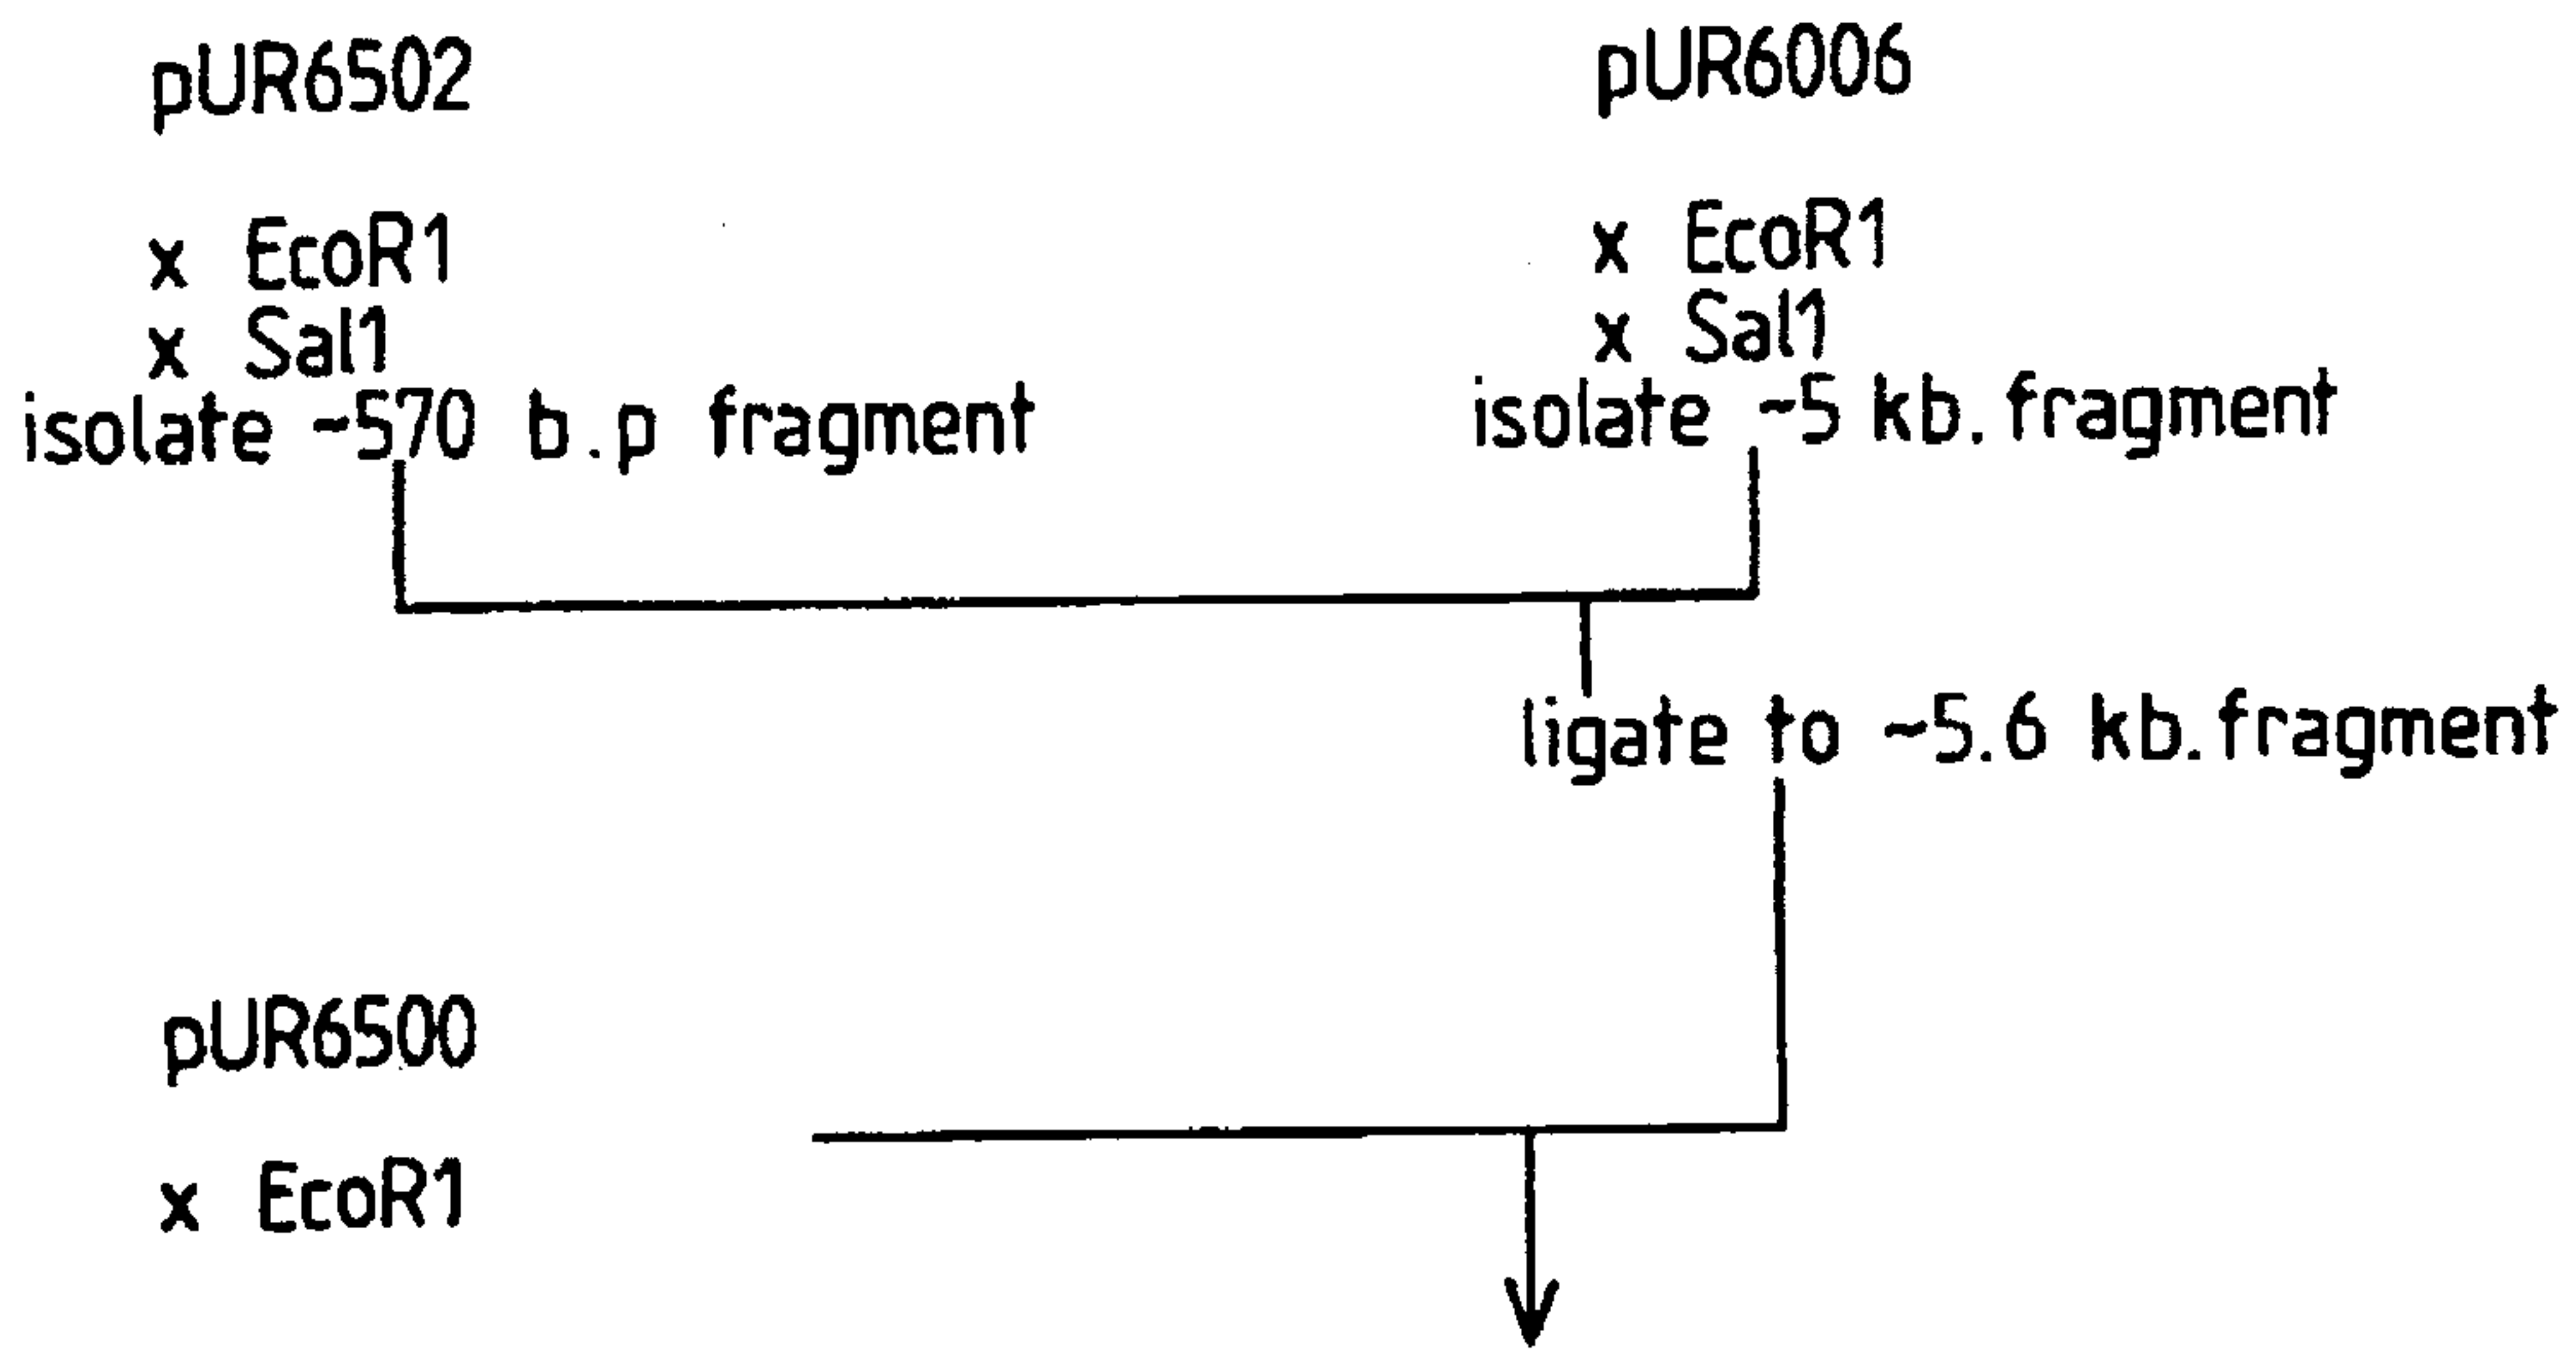 pUR6502
x EcoR1
x Sal1
isolate ~570 b.p fragment
pUR6006
x EcoR1
x Sal1
isolate ~5 kb. fragment
ligate to ~5.6 kb. fragment
pUR6500
x EcoR1